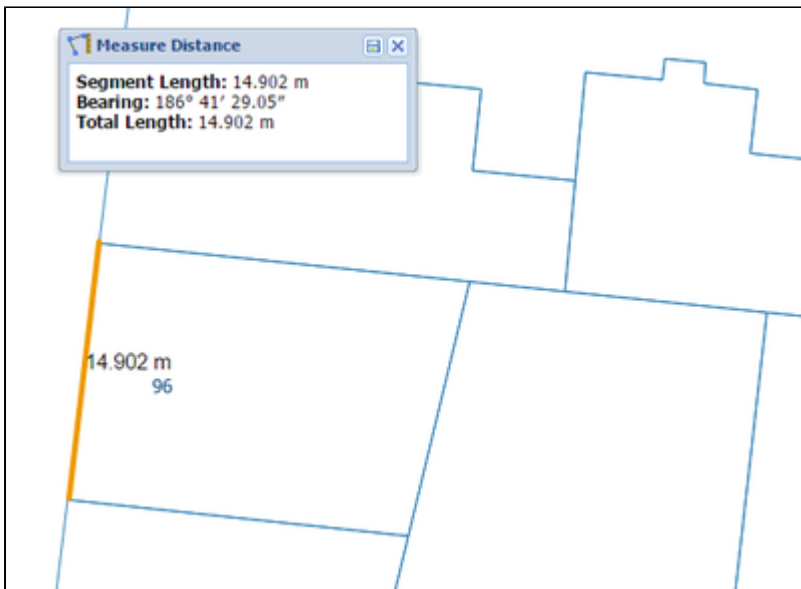 Measure Distance
Segment Length: 14.902 m
Bearing: 186° 41′ 29.05″
Total Length: 14.902 m
14.902 m
96